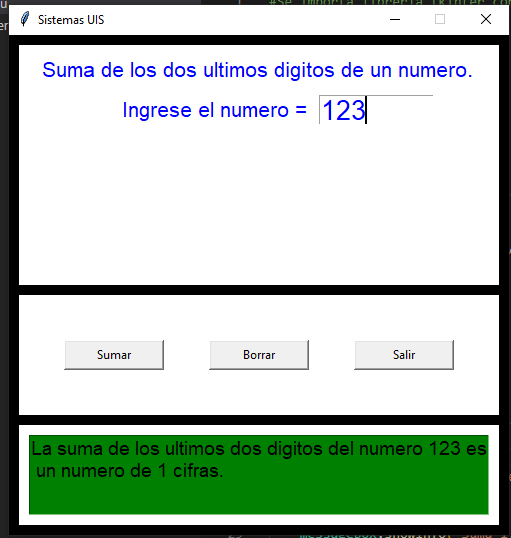 Sistemas UIS
Suma de los dos ultimos digitos de un numero.
Ingrese el numero = 123
Sumar Borrar Salir
La suma de los ultimos dos digitos del numero 123 es
un numero de 1 cifras.